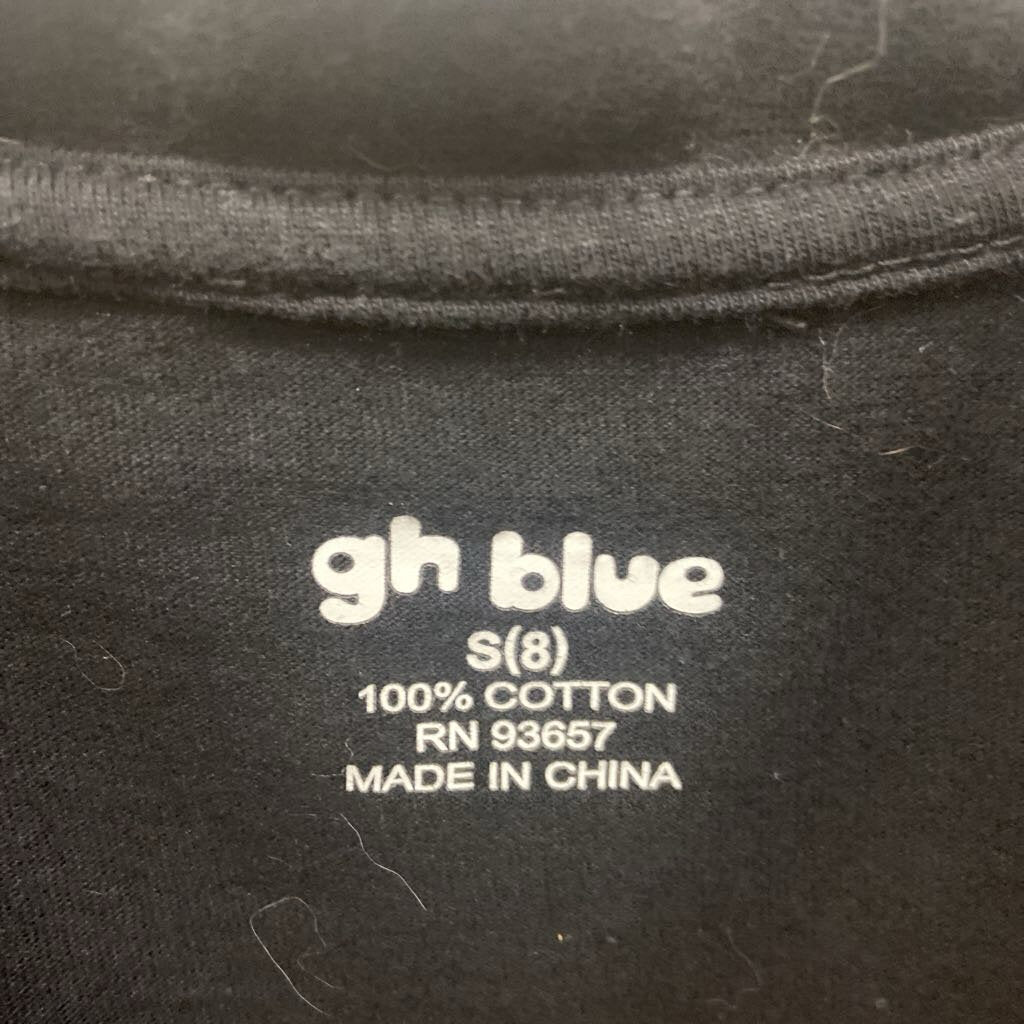 gh blue
S(8)
100% COTTON
RN 93657
MADE IN CHINA